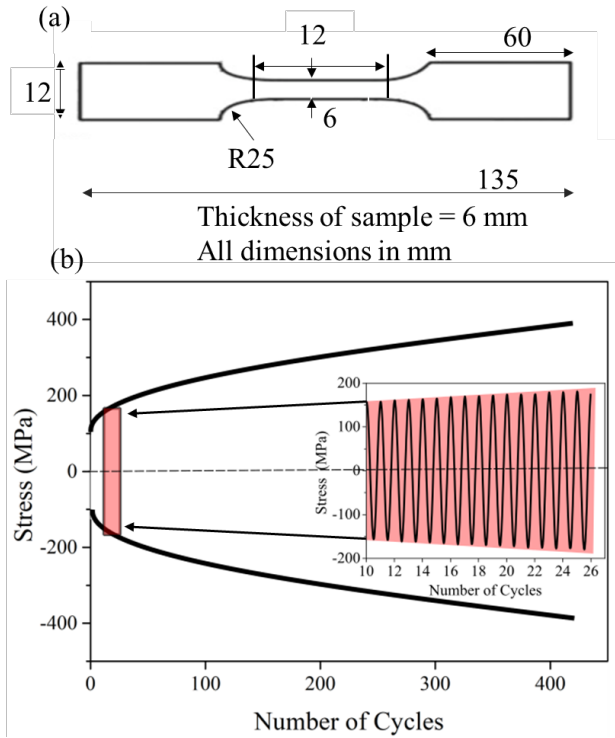 (a)
12
60
12
6
R25
135
Thickness of sample = 6 mm
All dimensions in mm
(b)
400
200
0
-200
-400
Stress (MPa)
0
100
200
300
400
Number of Cycles
200
100
0
-100
-200
Stress (MPa)
10 12 14 16 18 20 22 24 26
Number of Cycles